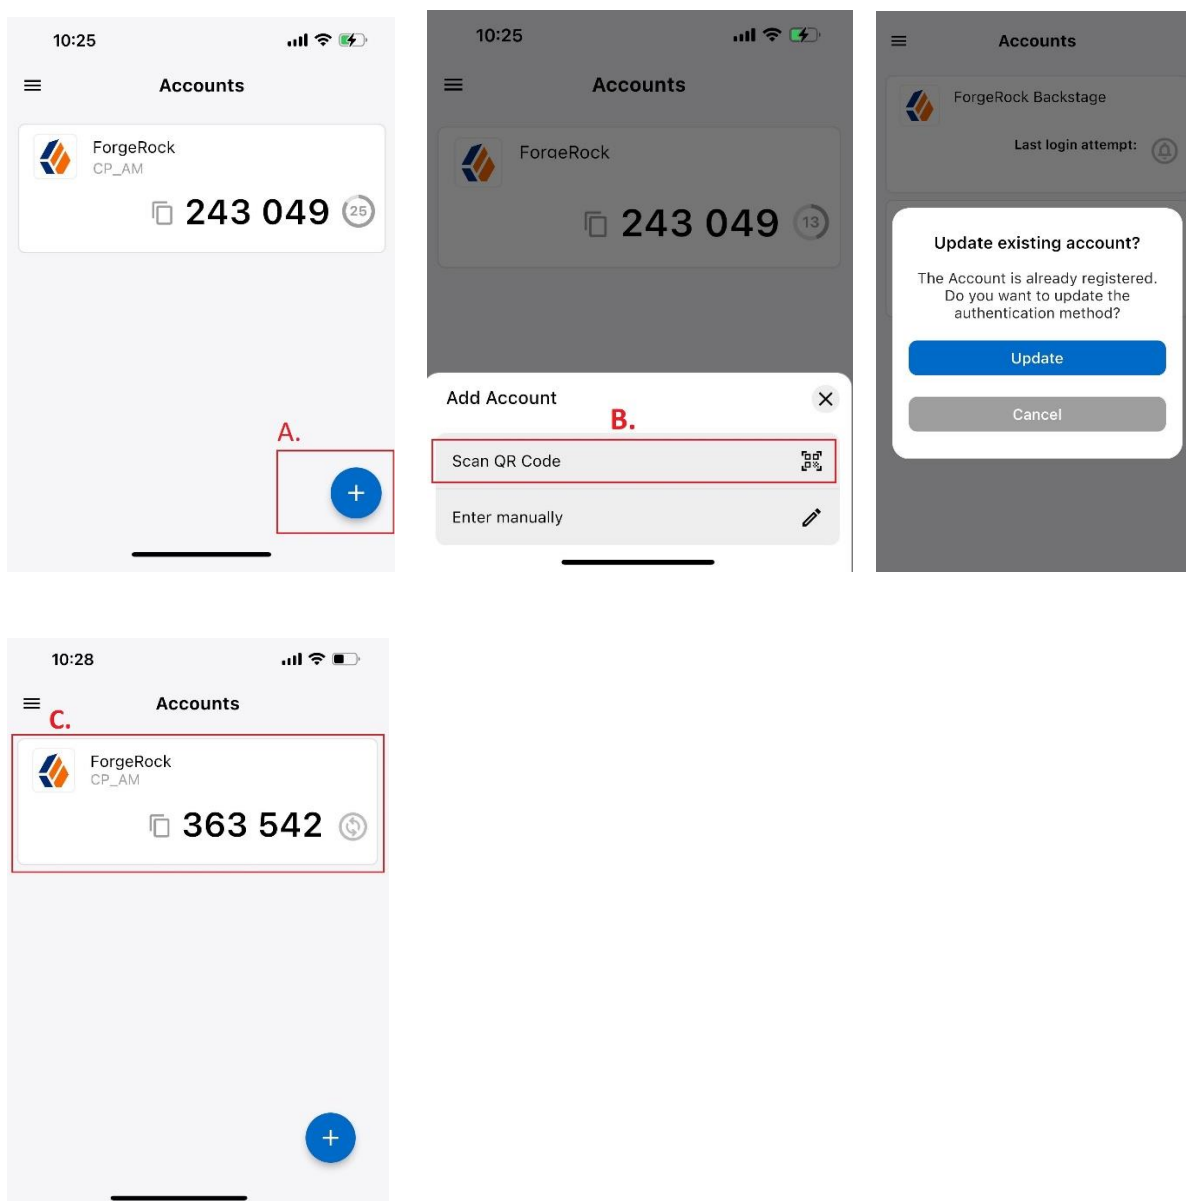 10:25
Accounts
ForgeRock
CP_AM
243 049 25
A.
10:25
Accounts
ForgeRock
243 049 13
Add Account
B.
Scan QR Code
Enter manually
Accounts
ForgeRock Backstage
Last login attempt:
Update existing account?
The Account is already registered.
Do you want to update the
authentication method?
Update
Cancel
10:28
Accounts
C.
ForgeRock
CP_AM
363 542